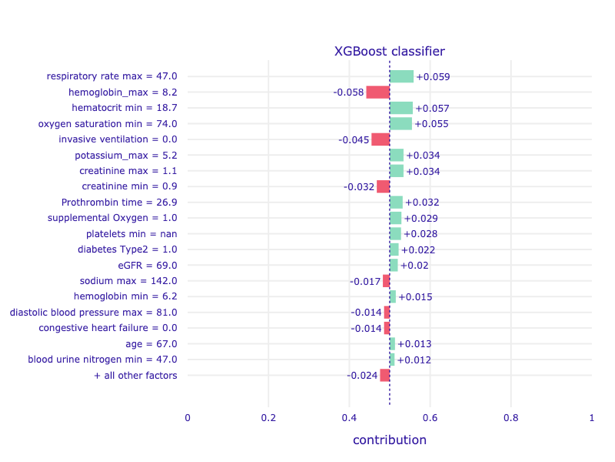 XGBoost classifier
respiratory rate max = 47.0 +0.059
hemoglobin_max = 8.2 -0.058
hematocrit min = 18.7 +0.057
oxygen saturation min = 74.0 +0.055
invasive ventilation = 0.0 -0.045
potassium_max = 5.2 +0.034
creatinine max = 1.1 +0.034
creatinine min = 0.9 -0.032
Prothrombin time = 26.9 +0.032
supplemental Oxygen = 1.0 +0.029
platelets min = nan +0.028
diabetes Type2 = 1.0 +0.022
eGFR = 69.0 +0.02
sodium max = 142.0 -0.017
hemoglobin min = 6.2 +0.015
diastolic blood pressure max = 81.0 -0.014
congestive heart failure = 0.0 -0.014
age = 67.0 +0.013
blood urine nitrogen min = 47.0 +0.012
+ all other factors -0.024
0 0.2 0.4 0.6 0.8 1
contribution